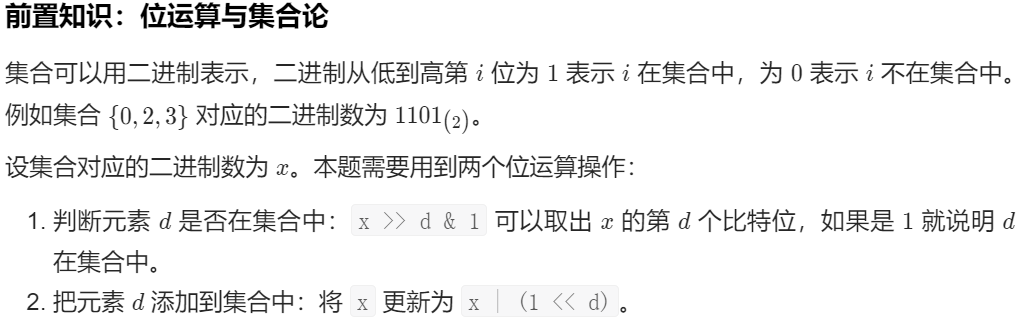 前置知识：位运算与集合论
集合可以用二进制表示，二进制从低到高第 i 位为 1 表示 i 在集合中，为 0 表示 i 不在集合中。
例如集合 {0, 2, 3} 对应的二进制数为 1101(2)。
设集合对应的二进制数为 x。本题需要用到两个位运算操作：
1. 判断元素 d 是否在集合中： x >> d & 1 可以取出 x 的第 d 个比特位，如果是 1 就说明 d
在集合中。
2. 把元素 d 添加到集合中：将 x 更新为 x | (1 << d) 。